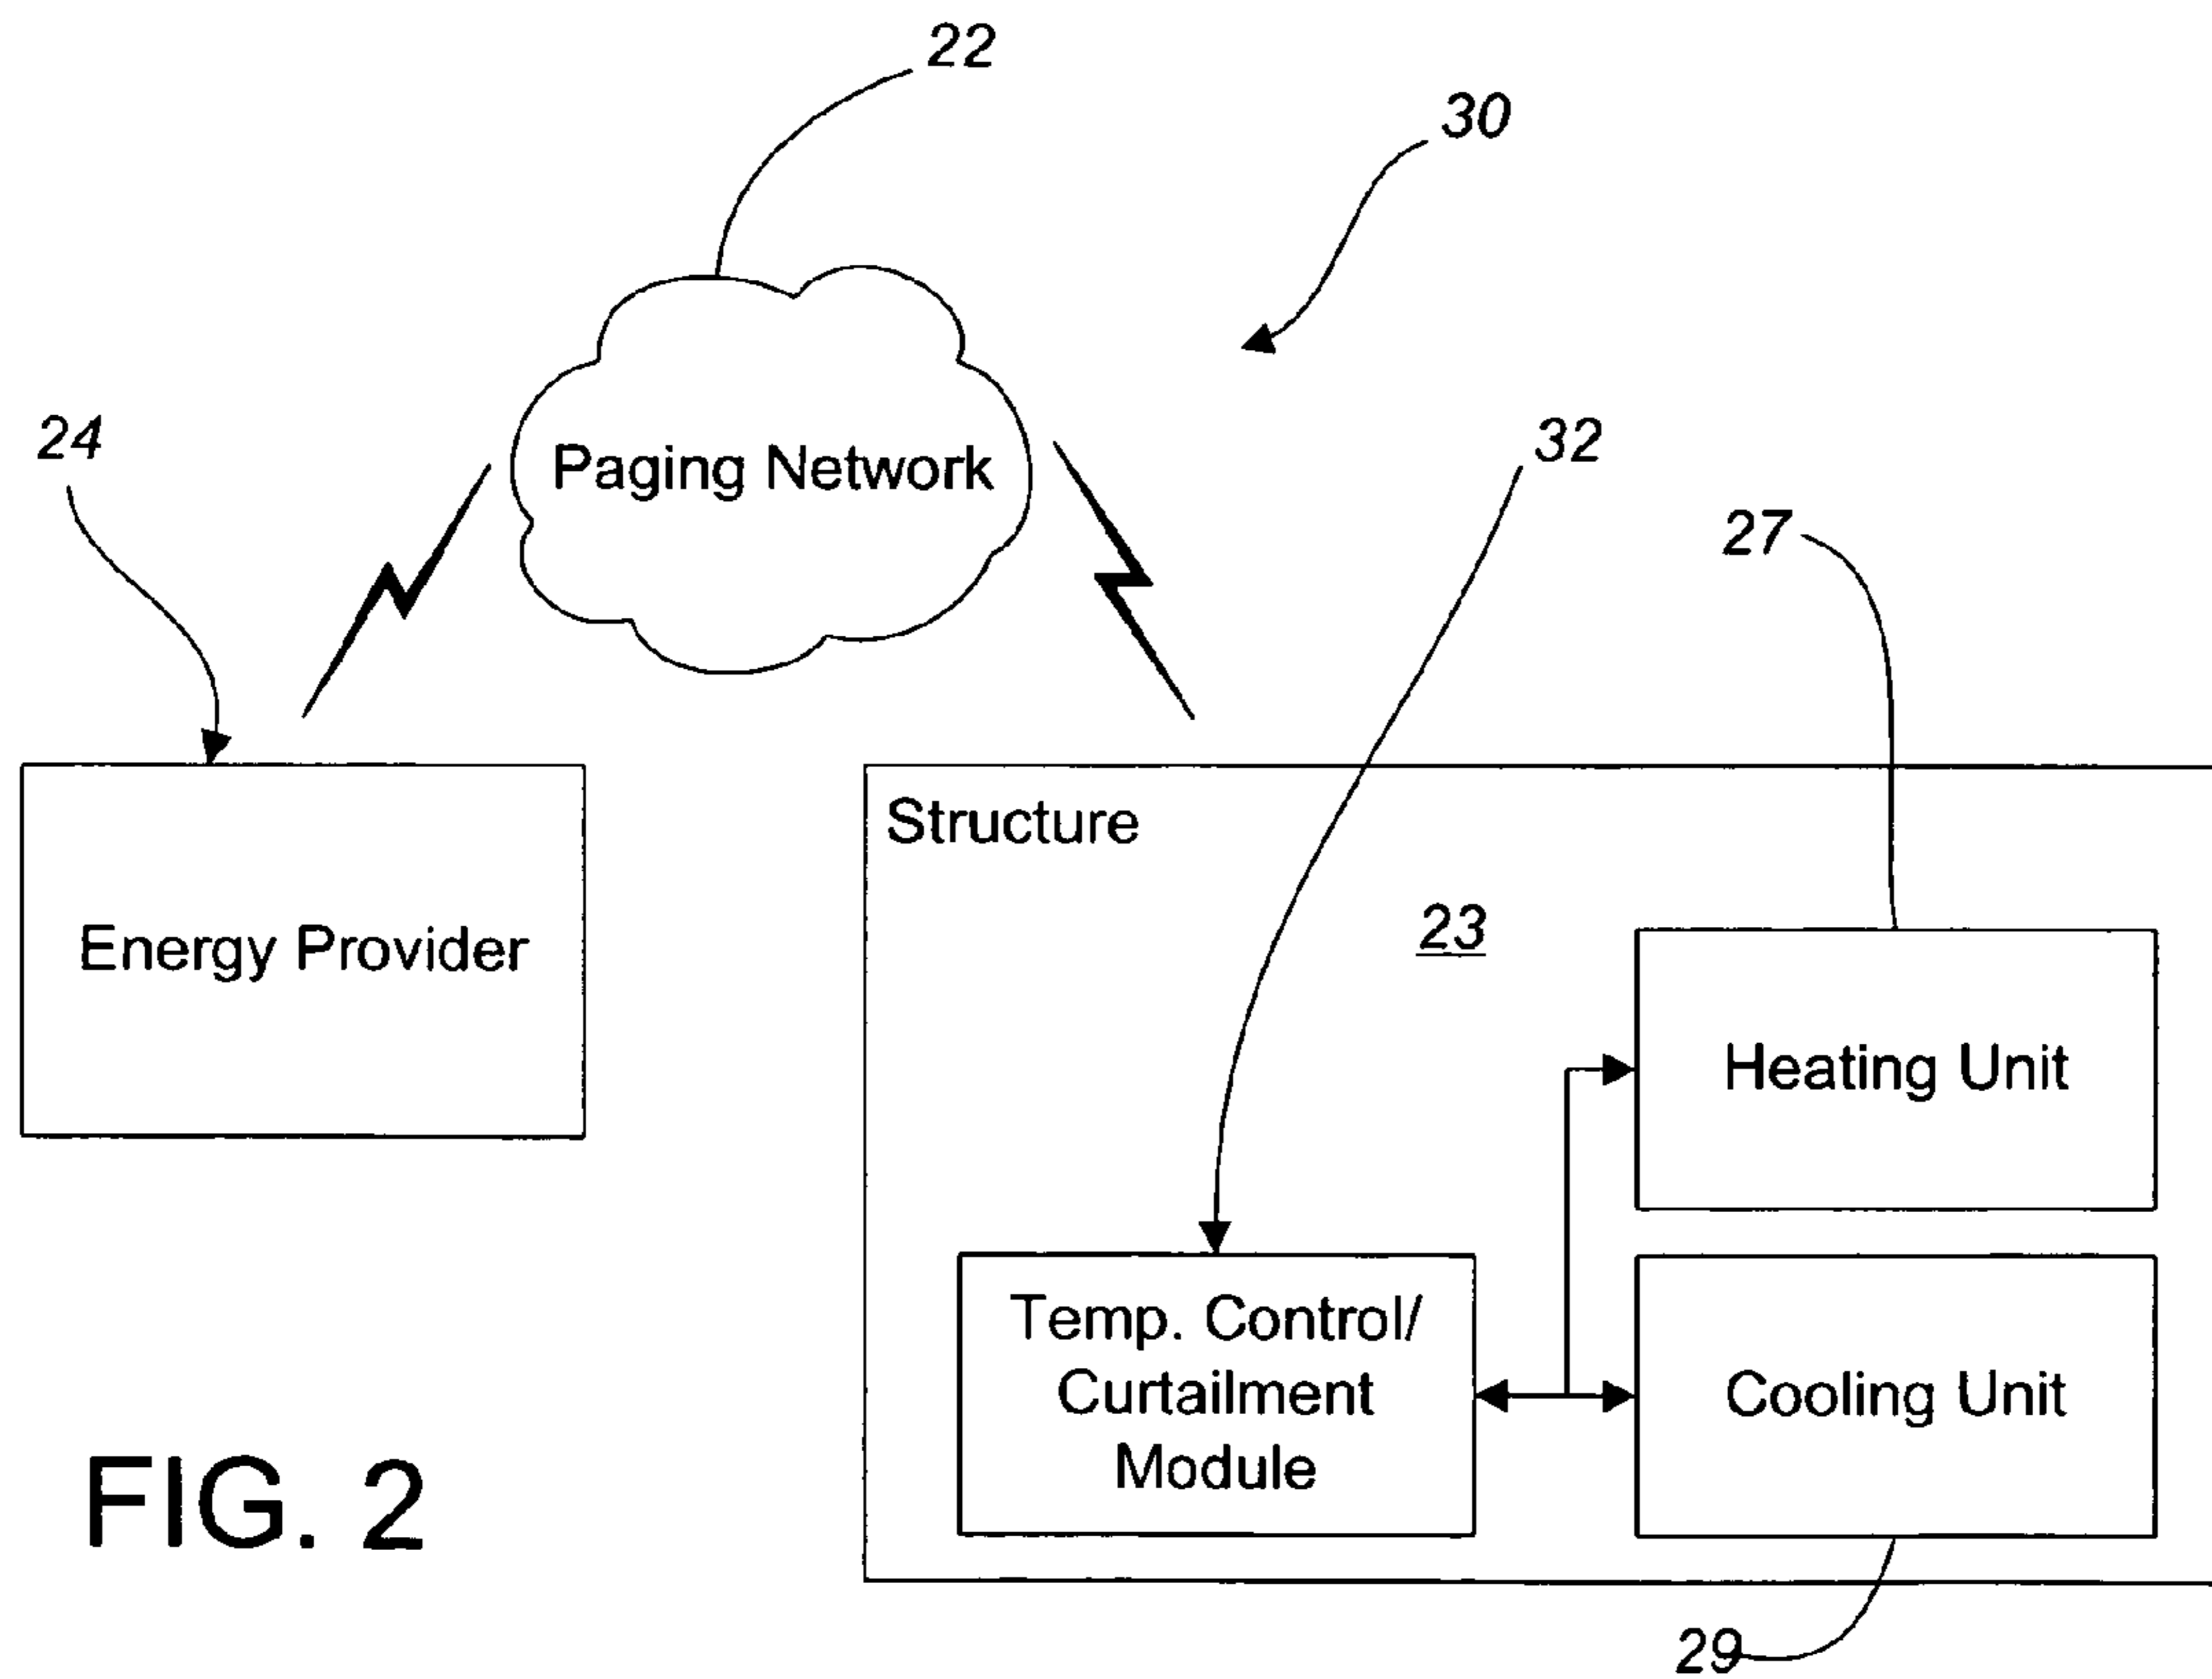 22
30
24
32
Paging Network
27
Structure
23
Energy Provider
Heating Unit
Temp. Control/
Curtailment
Module
Cooling Unit
FIG. 2
29